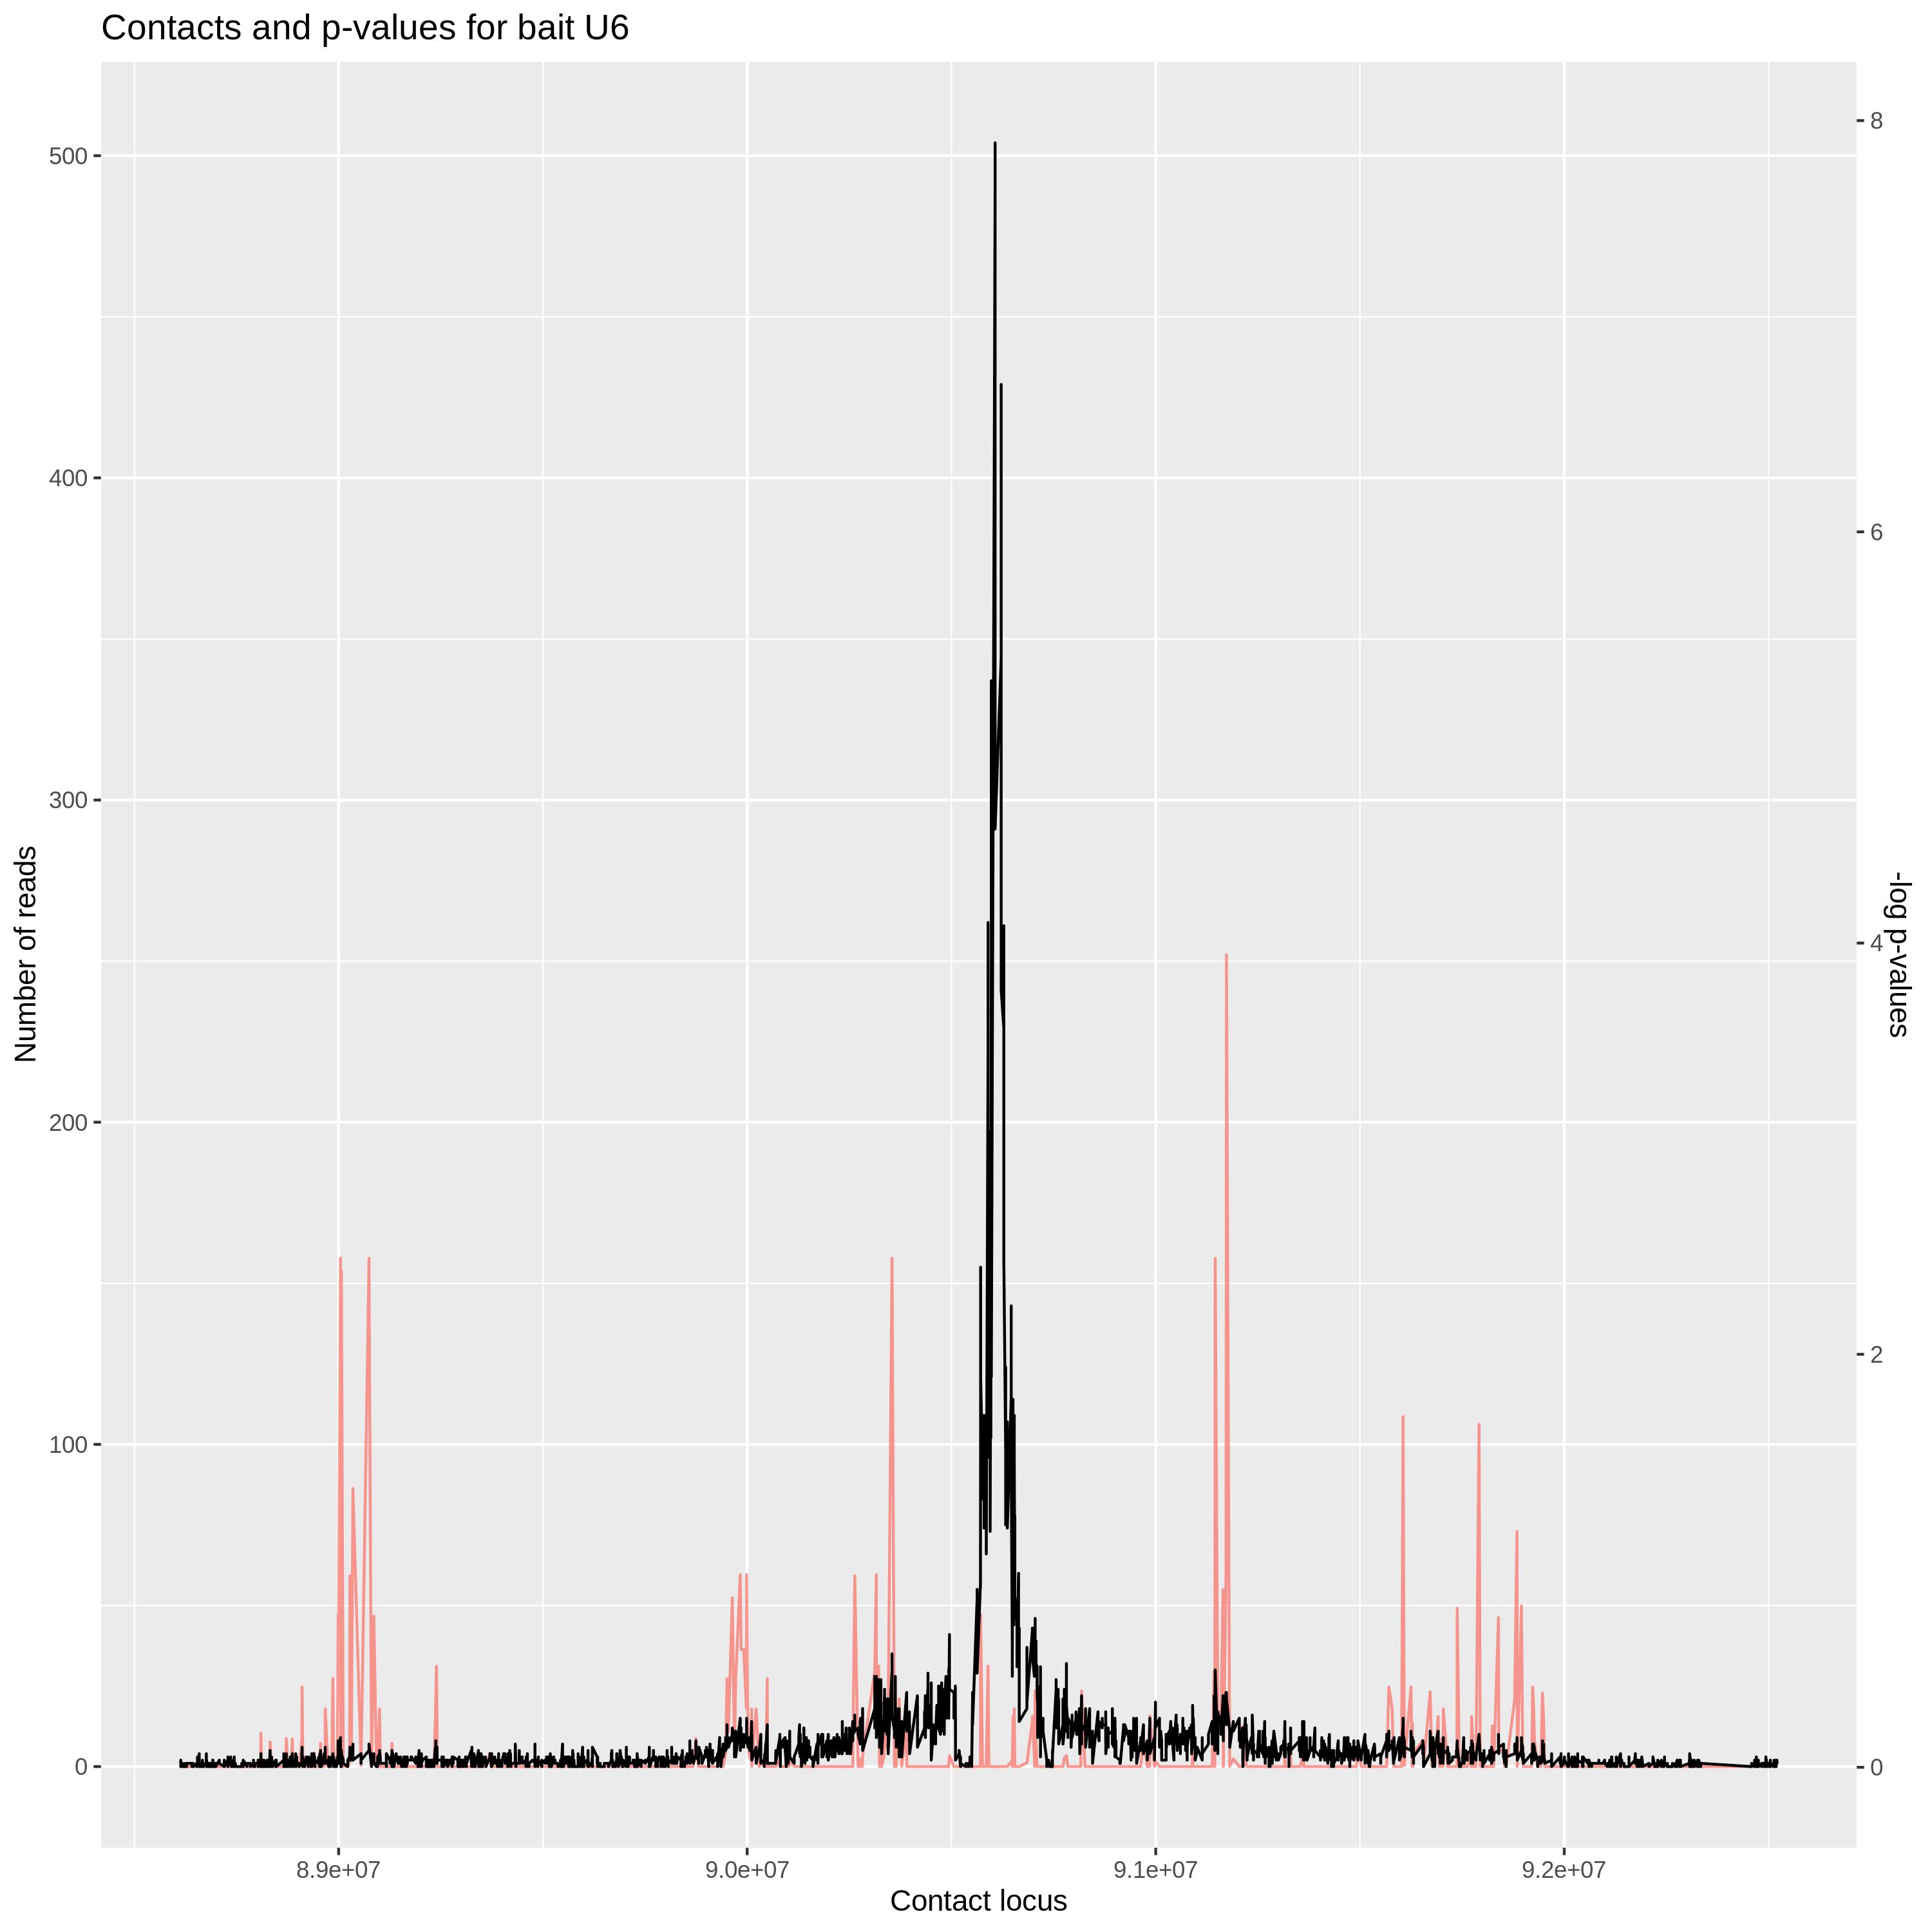 Contacts and p-values for bait U6
8
500
6
400
300
Number of reads
-log p-values
4
200
2
100
0
0
8.9e+07
9.0e+07
9.1e+07
9.2e+07
Contact locus